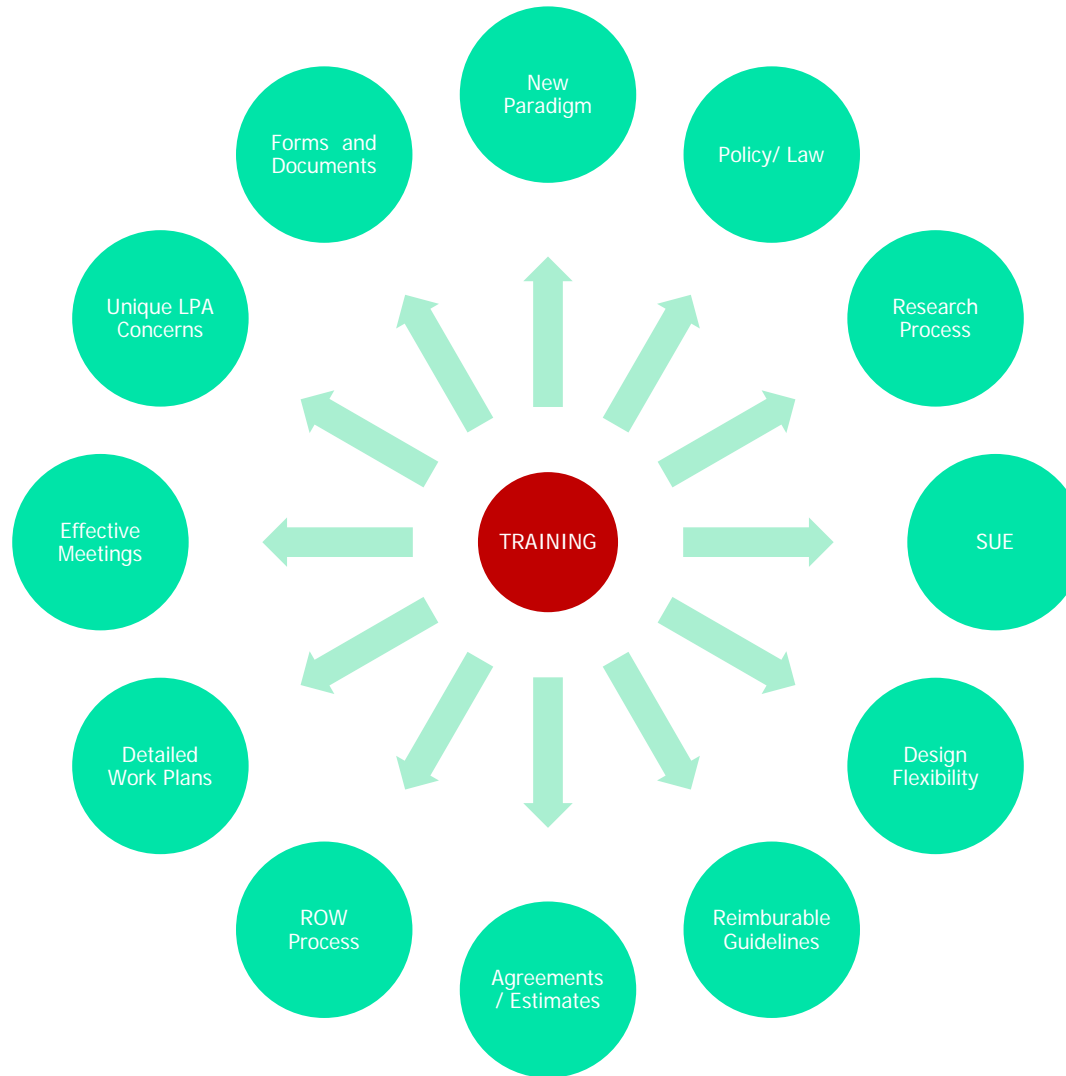 New
Paradigm
Policy/ Law
Research
Process
SUE
Design
Flexibility
Reimburable
Guidelines
Agreements
/ Estimates
ROW
Process
Detailed
Work Plans
Effective
Meetings
Unique LPA
Concerns
Forms and
Documents
TRAINING